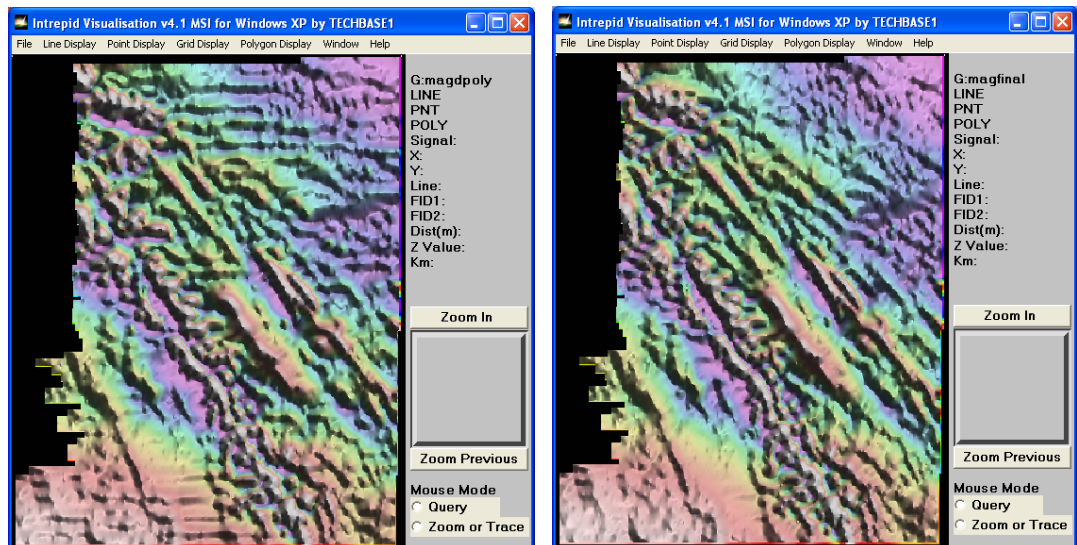 Intrepid Visualisation v4.1 MSI for Windows XP by TECHBASE1
File Line Display Point Display Grid Display Polygon Display Window Help
G:magdpoly
LINE
PNT
POLY
Signal:
X:
Y:
Line:
FID1:
FID2:
Dist(m):
Z Value:
Km:
Zoom In
Zoom Previous
Mouse Mode
Query
Zoom or Trace
Intrepid Visualisation v4.1 MSI for Windows XP by TECHBASE1
File Line Display Point Display Grid Display Polygon Display Window Help
G:magfinal
LINE
PNT
POLY
Signal:
X:
Y:
Line:
FID1:
FID2:
Dist(m):
Z Value:
Km:
Zoom In
Zoom Previous
Mouse Mode
Query
Zoom or Trace